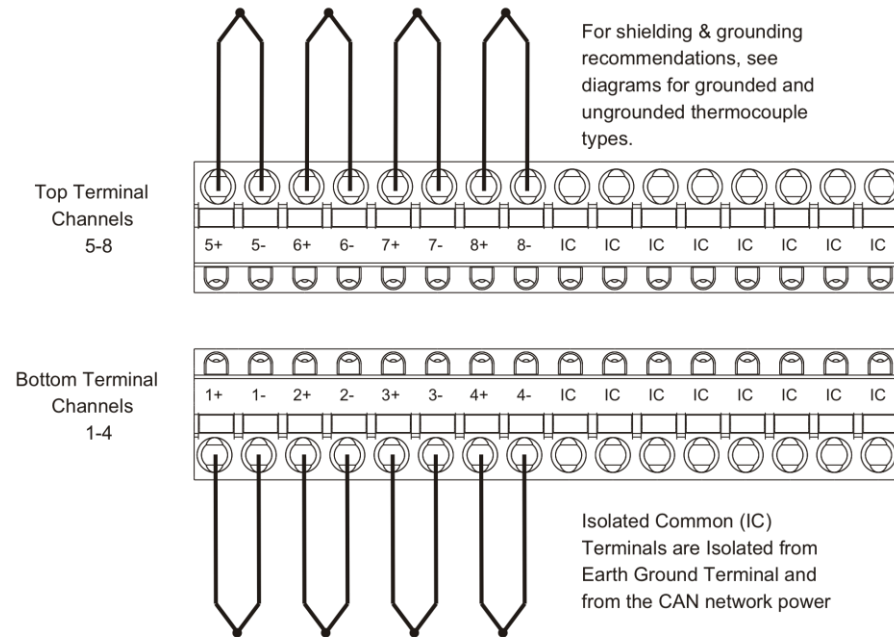 For shielding & grounding
recommendations, see
diagrams for grounded and
ungrounded thermocouple
types.
Top Terminal
Channels
5-8
5+ 5- 6+ 6- 7+ 7- 8+ 8- IC IC IC IC IC IC IC IC
Bottom Terminal
Channels
1-4
1+ 1- 2+ 2- 3+ 3- 4+ 4- IC IC IC IC IC IC IC IC
Isolated Common (IC)
Terminals are Isolated from
Earth Ground Terminal and
from the CAN network power